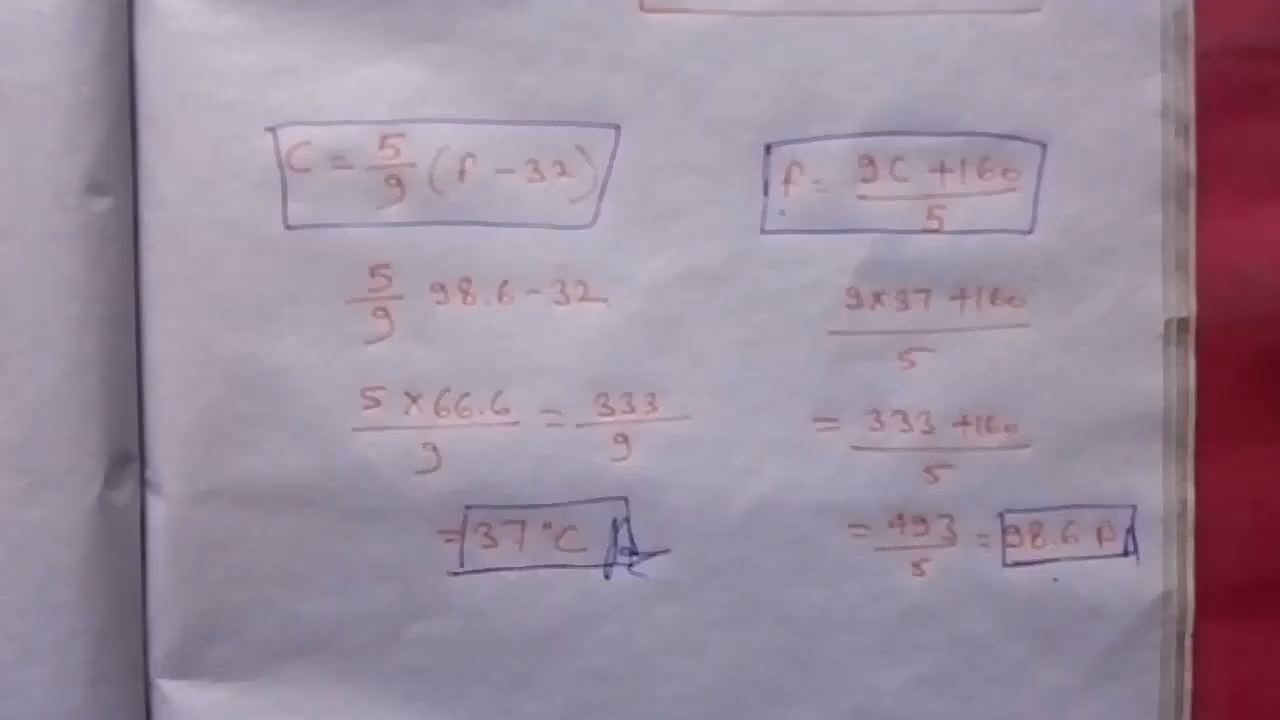 C = 5/9 (F - 32)
5/9 98.6 - 32
5 × 66.6 / 9 = 333 / 9
= 37 °C
F = 9C + 160 / 5
9 × 37 + 160 / 5
= 333 + 160 / 5
= 493 / 5 = 98.6 F